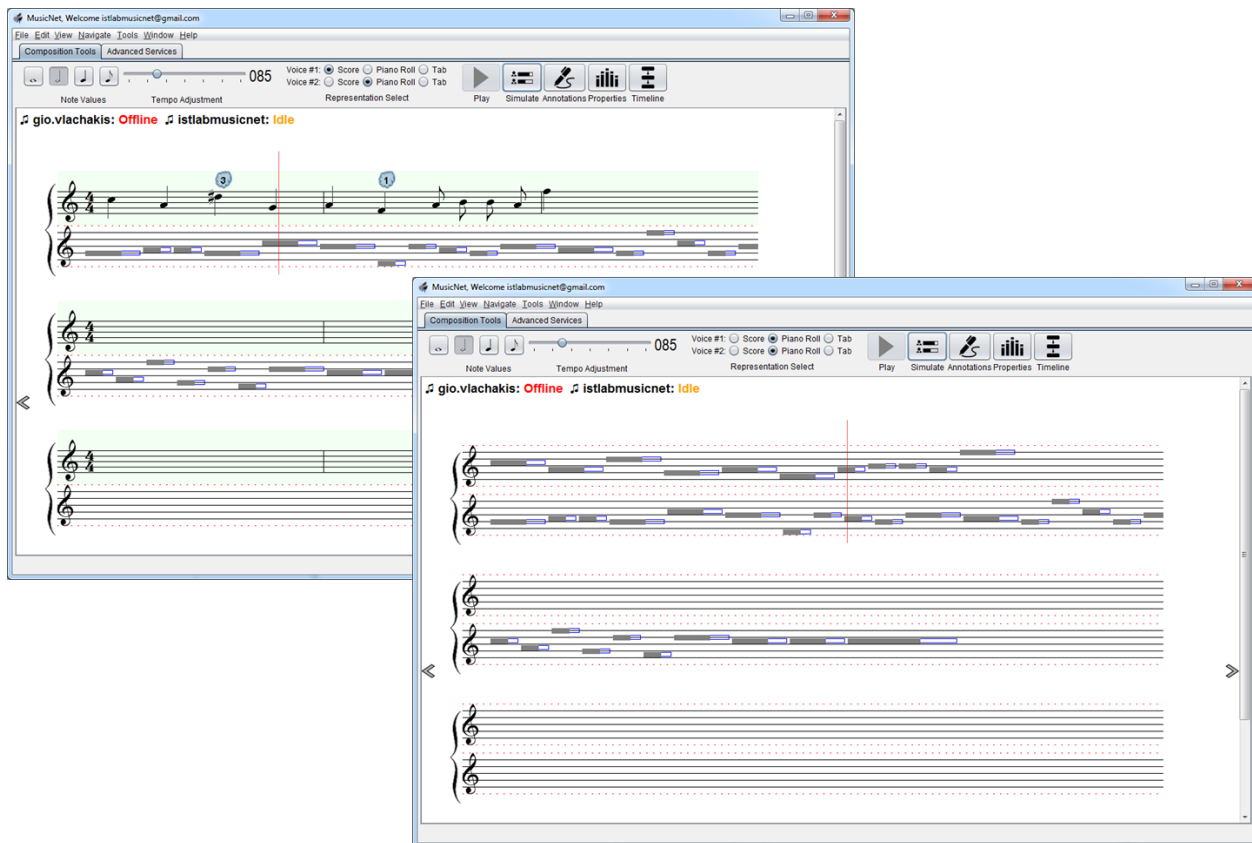 MusicNet, Welcome istlabmusicnet@gmail.com
File Edit View Navigate Tools Window Help
Composition Tools Advanced Services
085
Voice #1: Score Piano Roll Tab
Voice #2: Score Piano Roll Tab
Note Values Tempo Adjustment Representation Select Play Simulate Annotations Properties Timeline
♫ gio.vlachakis: Offline ♫ istlabmusicnet: Idle
3 1
4
4
4
4
4
4
MusicNet, Welcome istlabmusicnet@gmail.com
File Edit View Navigate Tools Window Help
Composition Tools Advanced Services
085
Voice #1: Score Piano Roll Tab
Voice #2: Score Piano Roll Tab
Note Values Tempo Adjustment Representation Select Play Simulate Annotations Properties Timeline
♫ gio.vlachakis: Offline ♫ istlabmusicnet: Idle